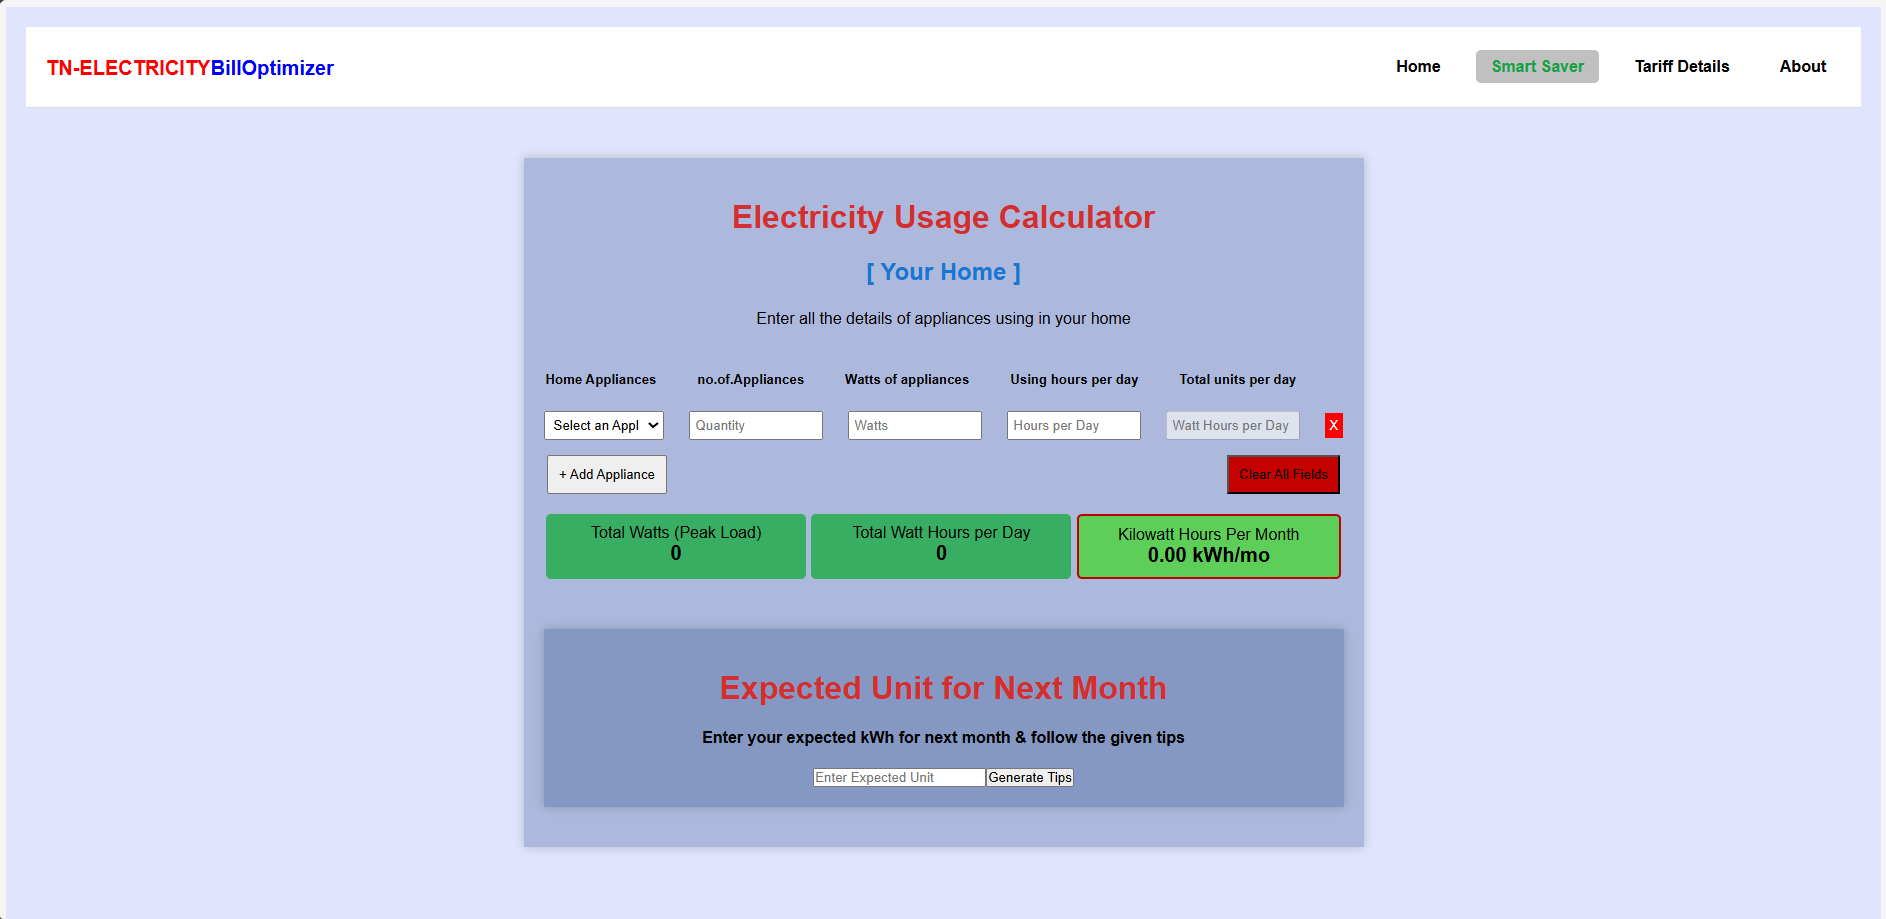 TN-ELECTRICITYBillOptimizer
Home Smart Saver Tariff Details About
Electricity Usage Calculator
[ Your Home ]
Enter all the details of appliances using in your home
Home Appliances no.of.Appliances Watts of appliances Using hours per day Total units per day
Select an Appl Quantity Watts Hours per Day Watt Hours per Day X
+ Add Appliance Clear All Fields
Total Watts (Peak Load) Total Watt Hours per Day Kilowatt Hours Per Month
0 0 0.00 kWh/mo
Expected Unit for Next Month
Enter your expected kWh for next month & follow the given tips
Enter Expected Unit Generate Tips